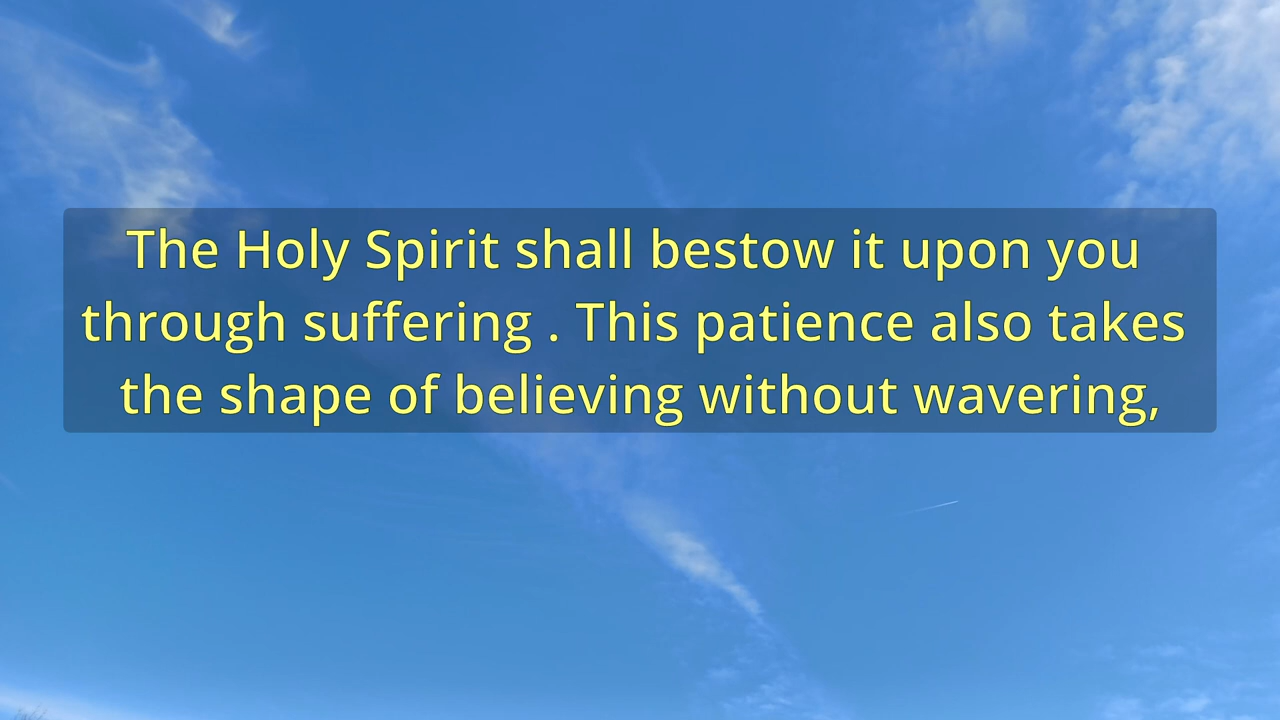 The Holy Spirit shall bestow it upon you
through suffering . This patience also takes
the shape of believing without wavering,